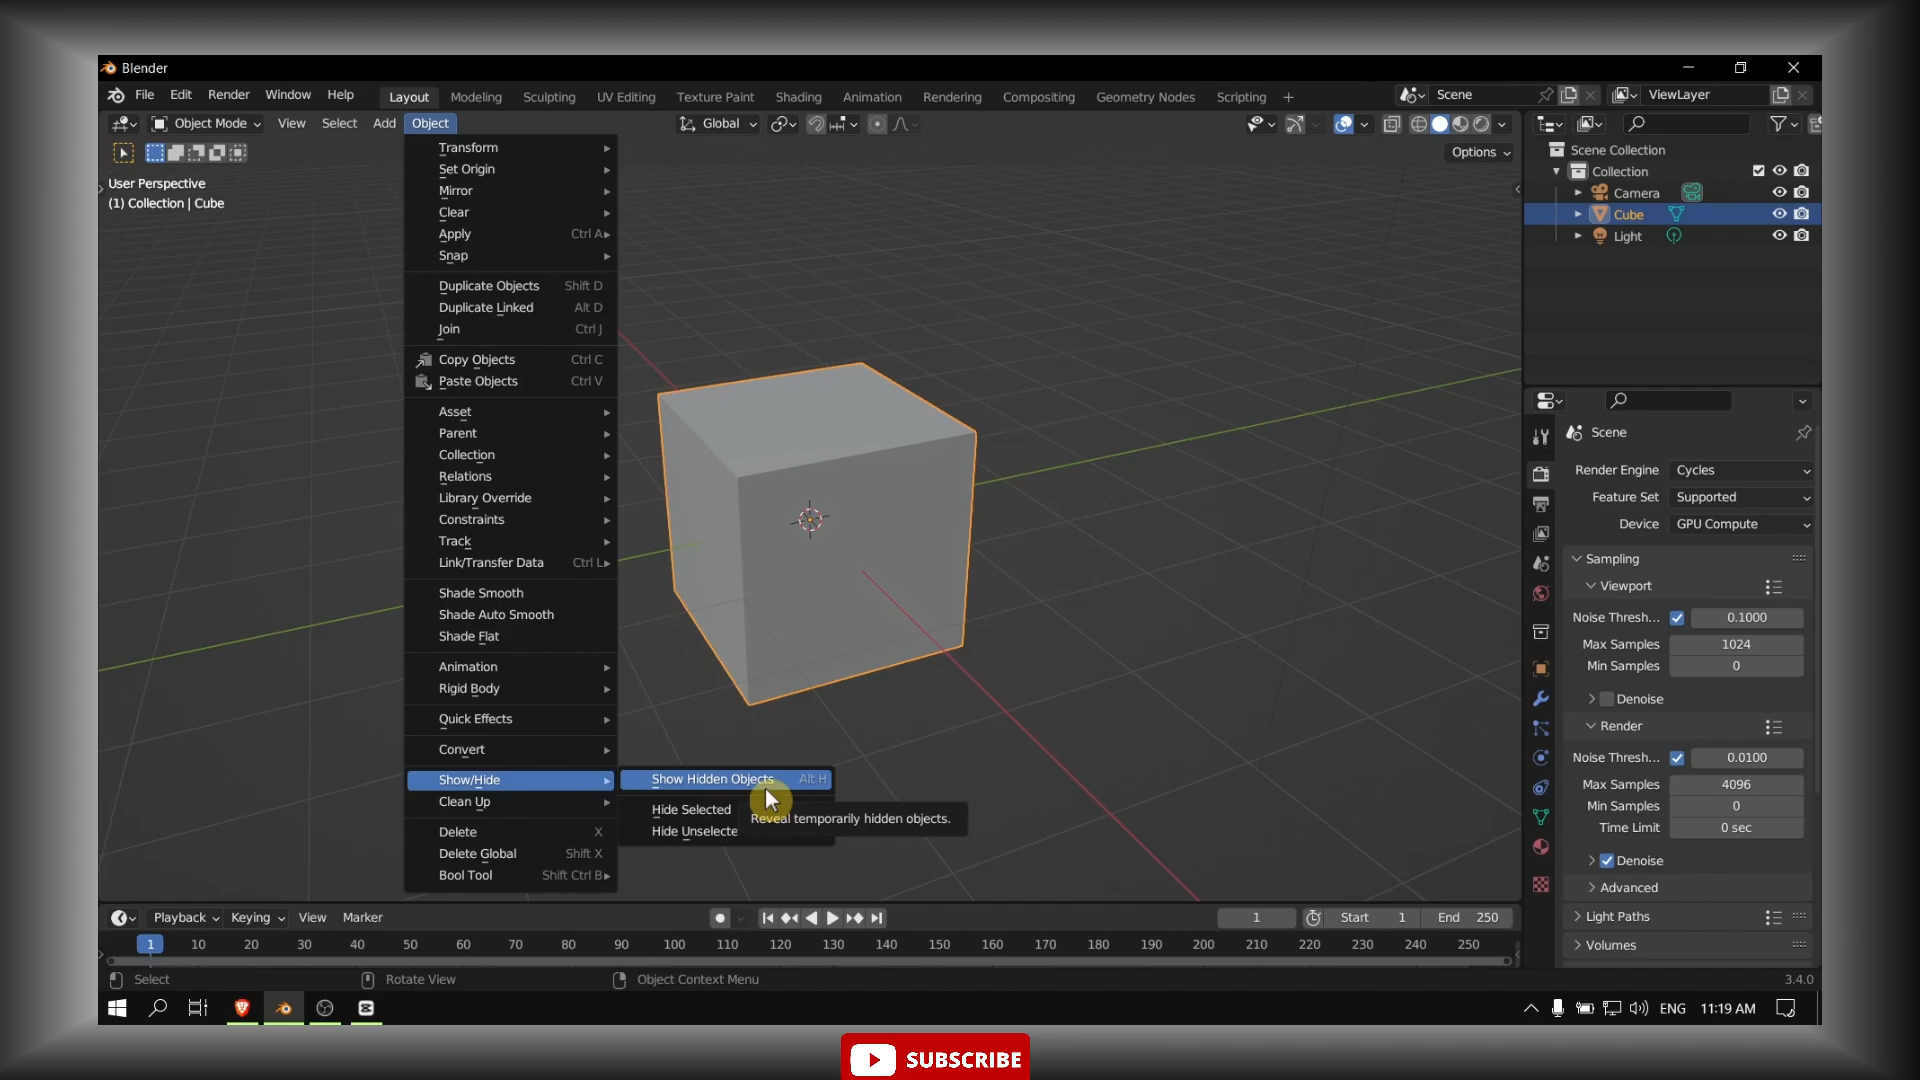 Blender
File Edit Render Window Help Layout Modeling Sculpting UV Editing Texture Paint Shading Animation Rendering Compositing Geometry Nodes Scripting + Scene ViewLayer
Object Mode View Select Add Object Global
Options
User Perspective
(1) Collection | Cube
Transform
Set Origin
Mirror
Clear
Apply Ctrl A
Snap
Duplicate Objects Shift D
Duplicate Linked Alt D
Join Ctrl J
Copy Objects Ctrl C
Paste Objects Ctrl V
Asset
Parent
Collection
Relations
Library Override
Constraints
Track
Link/Transfer Data Ctrl L
Shade Smooth
Shade Auto Smooth
Shade Flat
Animation
Rigid Body
Quick Effects
Convert
Show/Hide
Clean Up
Delete X
Delete Global Shift X
Bool Tool Shift Ctrl B
Show Hidden Objects Alt H
Hide Selected
Hide Unselecte
Reveal temporarily hidden objects.
Scene Collection
Collection
Camera
Cube
Light
Scene
Render Engine Cycles
Feature Set Supported
Device GPU Compute
Sampling
Viewport
Noise Thresh... 0.1000
Max Samples 1024
Min Samples 0
Denoise
Render
Noise Thresh... 0.0100
Max Samples 4096
Min Samples 0
Time Limit 0 sec
Denoise
Advanced
Light Paths
Volumes
Playback Keying View Marker 1 Start 1 End 250
1 10 20 30 40 50 60 70 80 90 100 110 120 130 140 150 160 170 180 190 200 210 220 230 240 250
Select Rotate View Object Context Menu 3.4.0
ENG 11:19 AM
SUBSCRIBE